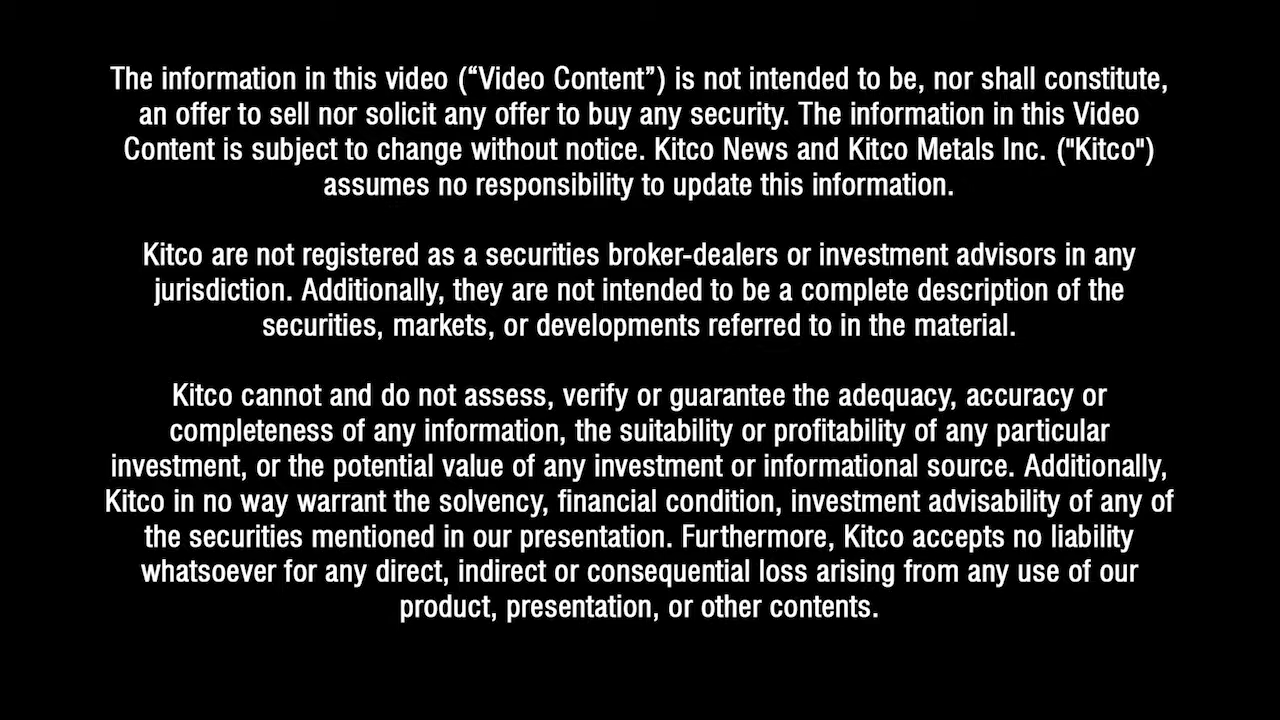 The information in this video (“Video Content”) is not intended to be, nor shall constitute,
an offer to sell nor solicit any offer to buy any security. The information in this Video
Content is subject to change without notice. Kitco News and Kitco Metals Inc. ("Kitco")
assumes no responsibility to update this information.
Kitco are not registered as a securities broker-dealers or investment advisors in any
jurisdiction. Additionally, they are not intended to be a complete description of the
securities, markets, or developments referred to in the material.
Kitco cannot and do not assess, verify or guarantee the adequacy, accuracy or
completeness of any information, the suitability or profitability of any particular
investment, or the potential value of any investment or informational source. Additionally,
Kitco in no way warrant the solvency, financial condition, investment advisability of any of
the securities mentioned in our presentation. Furthermore, Kitco accepts no liability
whatsoever for any direct, indirect or consequential loss arising from any use of our
product, presentation, or other contents.